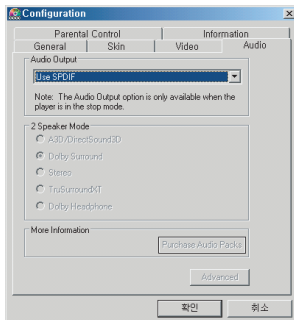 Configuration
Parental Control
Information
General
Skin
Video
Audio
Audio Output
Use SPDIF
Note: The Audio Output option is only available when the
player is in the stop mode.
2 Speaker Mode
A3D/DirectSound3D
Dolby Surround
Stereo
TruSurroundXT
Dolby Headphone
More Information
Purchase Audio Packs
Advanced
확인
취소